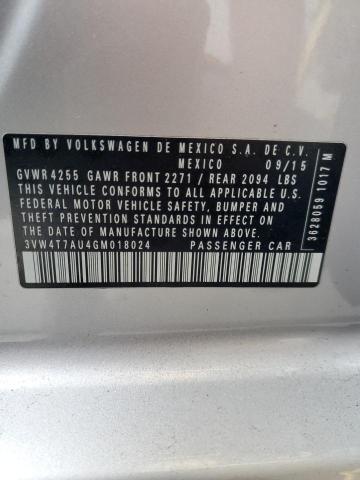 MFD BY VOLKSWAGEN DE MEXICO S.A. DE C.V.
MEXICO 09/15
GVWR4255 GAWR FRONT 2271 / REAR 2094 LBS
THIS VEHICLE CONFORMS TO ALL APPLICABLE U.S.
FEDERAL MOTOR VEHICLE SAFETY, BUMPER AND
THEFT PREVENTION STANDARDS IN EFFECT ON
THE DATE OF MANUFACTURE SHOWN ABOVE.
3VW4T7AU4GM018024 PASSENGER CAR
3628059 1017 M